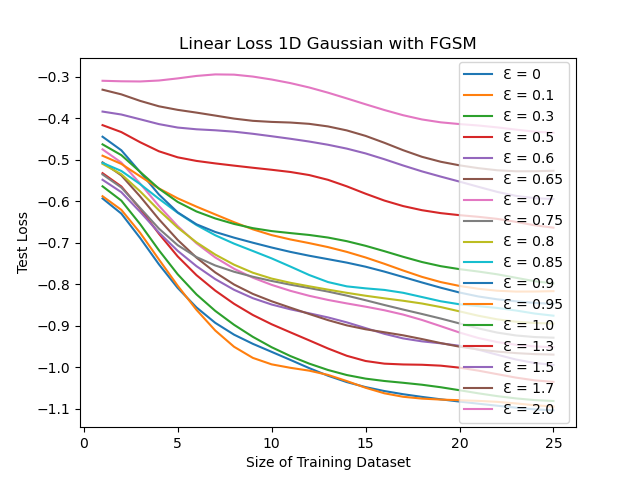 Linear Loss 1D Gaussian with FGSM
Test Loss
−0.3
−0.4
−0.5
−0.6
−0.7
−0.8
−0.9
−1.0
−1.1
0
5
10
15
20
25
Size of Training Dataset
Ɛ = 0
Ɛ = 0.1
Ɛ = 0.3
Ɛ = 0.5
Ɛ = 0.6
Ɛ = 0.65
Ɛ = 0.7
Ɛ = 0.75
Ɛ = 0.8
Ɛ = 0.85
Ɛ = 0.9
Ɛ = 0.95
Ɛ = 1.0
Ɛ = 1.3
Ɛ = 1.5
Ɛ = 1.7
Ɛ = 2.0